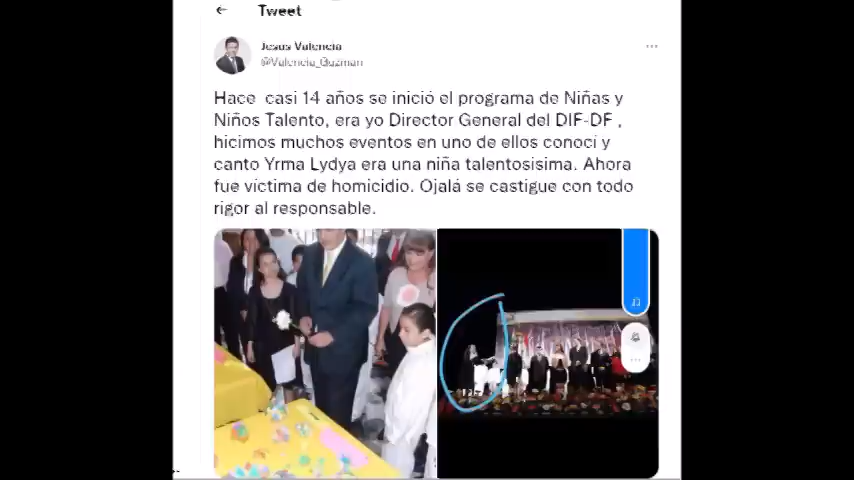 Tweet
Jesus Valencia
@Valencia_Guzman
Hace casi 14 años se inició el programa de Niñas y
Niños Talento, era yo Director General del DIF-DF ,
hicimos muchos eventos en uno de ellos conoci y
canto Yrma Lydya era una niña talentosisima. Ahora
fue víctima de homicidio. Ojalá se castigue con todo
rigor al responsable.